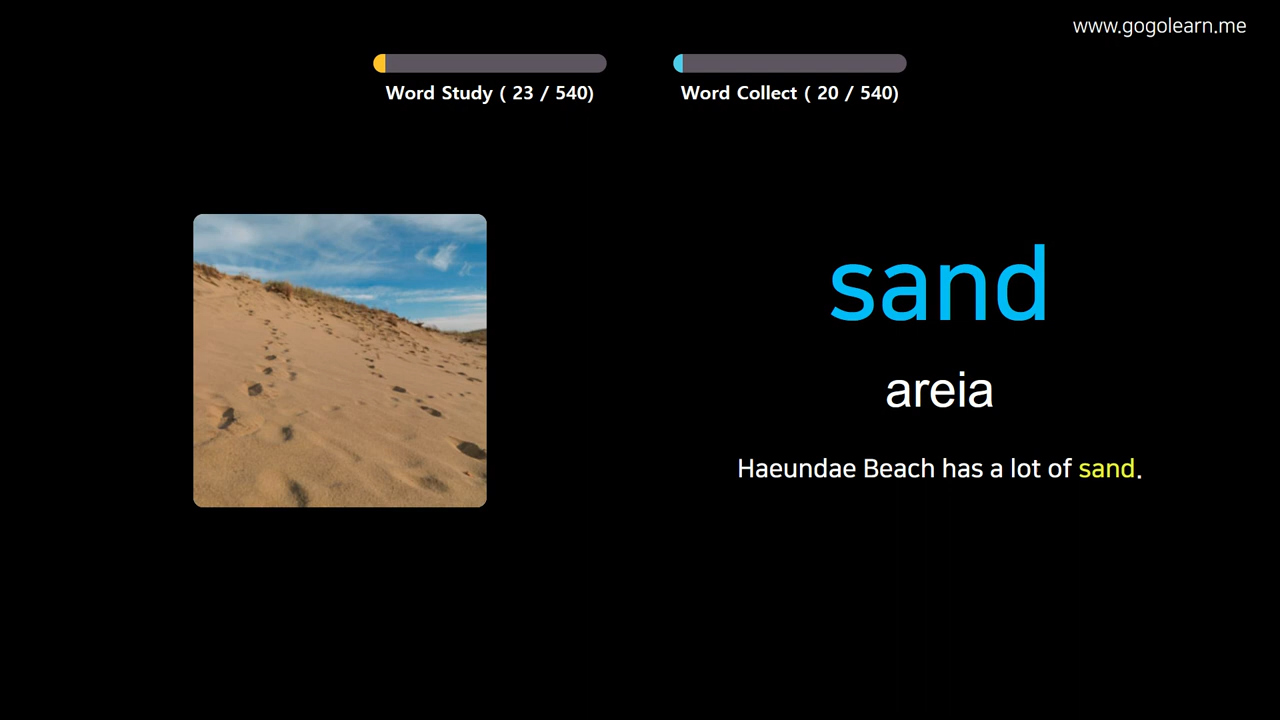 www.gogolearn.me
Word Study ( 23 / 540)
Word Collect ( 20 / 540)
sand
areia
Haeundae Beach has a lot of sand.